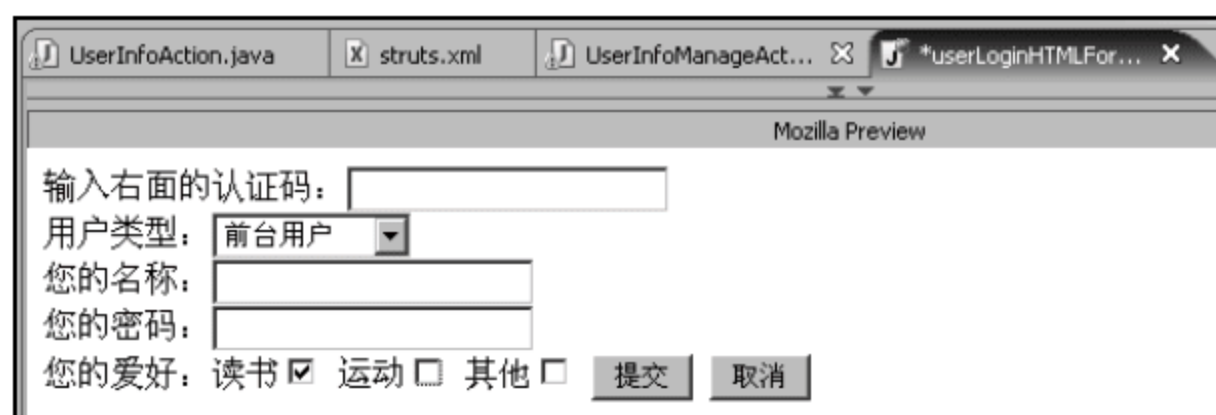 UserInfoAction.java struts.xml UserInfoManageAct... *userLoginHTMLFor...
Mozilla Preview
输入右面的认证码：
用户类型：前台用户
您的名称：
您的密码：
您的爱好：读书 运动 其他 提交 取消